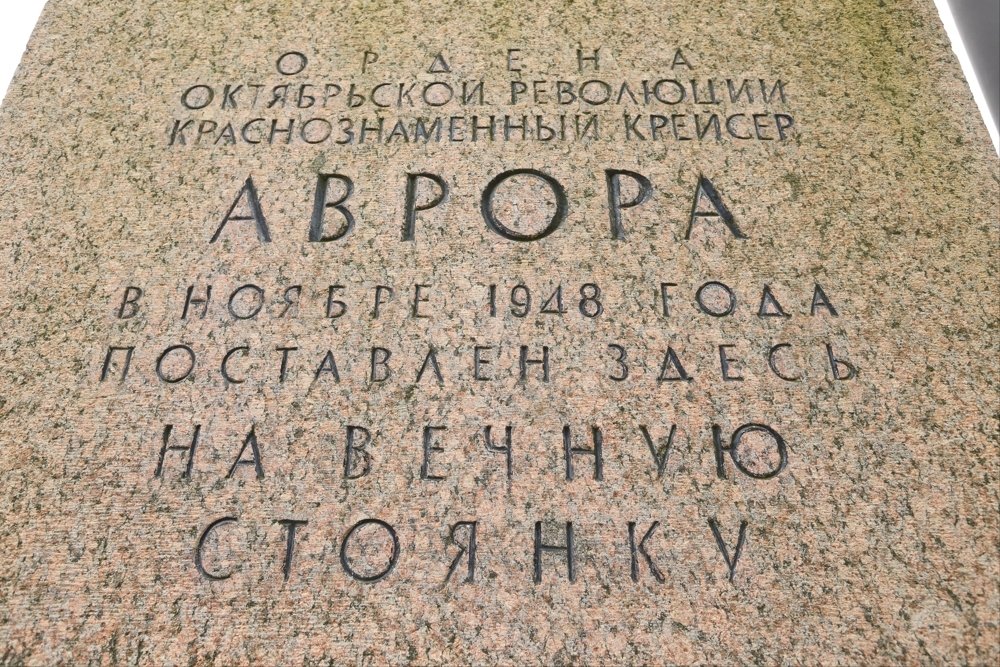 ОРДЕНА
ОКТЯБРЬСКОЙ РЕВОЛЮЦИИ
КРАСНОЗНАМЕННЫЙ КРЕЙСЕР
АВРОРА
В НОЯБРЕ 1948 ГОДА
ПОСТАВЛЕН ЗДЕСЬ
НА ВЕЧНУЮ
СТОЯНКУ